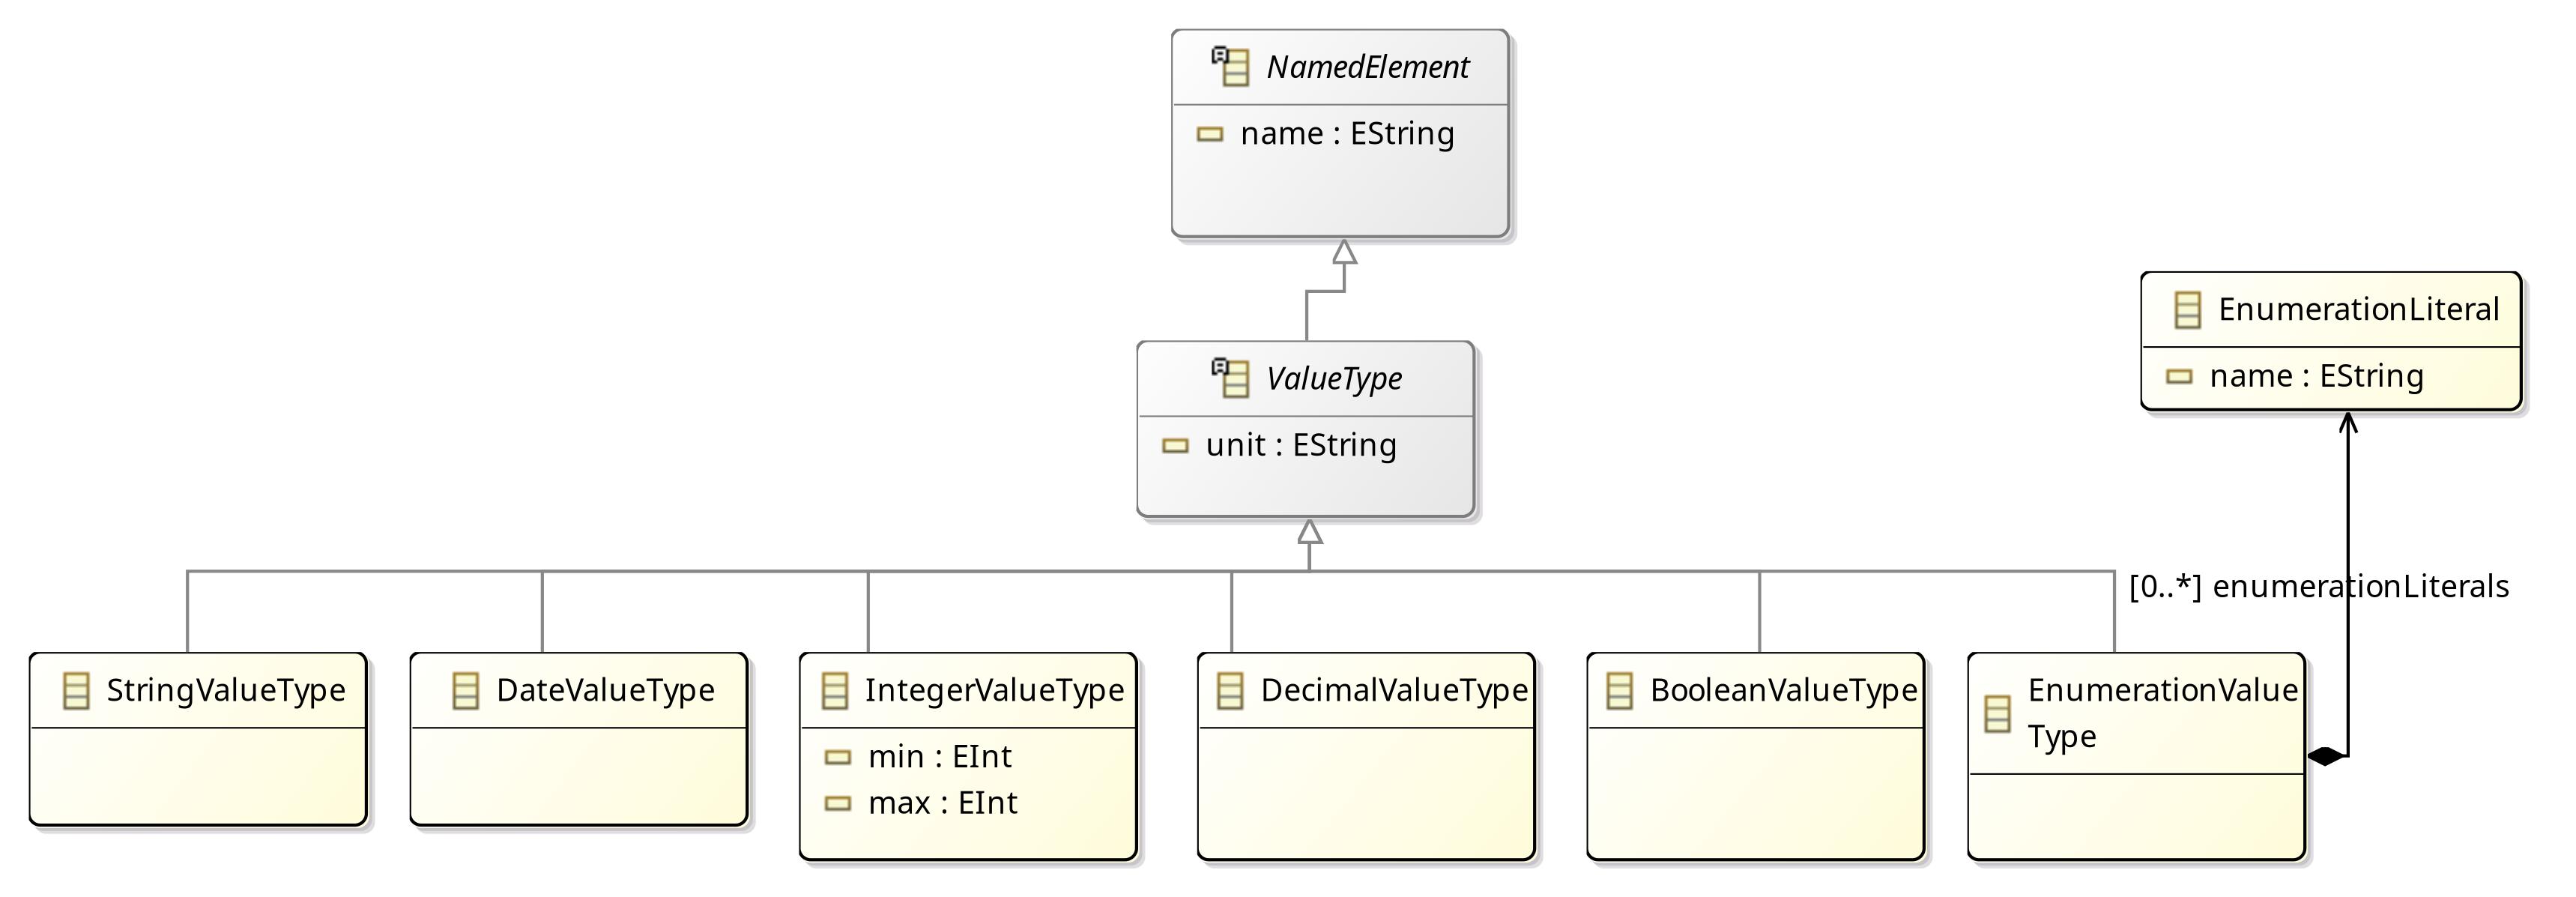 NamedElement
name : EString
EnumerationLiteral
name : EString
ValueType
unit : EString
[0..*] enumerationLiterals
StringValueType
DateValueType
IntegerValueType
min : EInt
max : EInt
DecimalValueType
BooleanValueType
EnumerationValue
Type